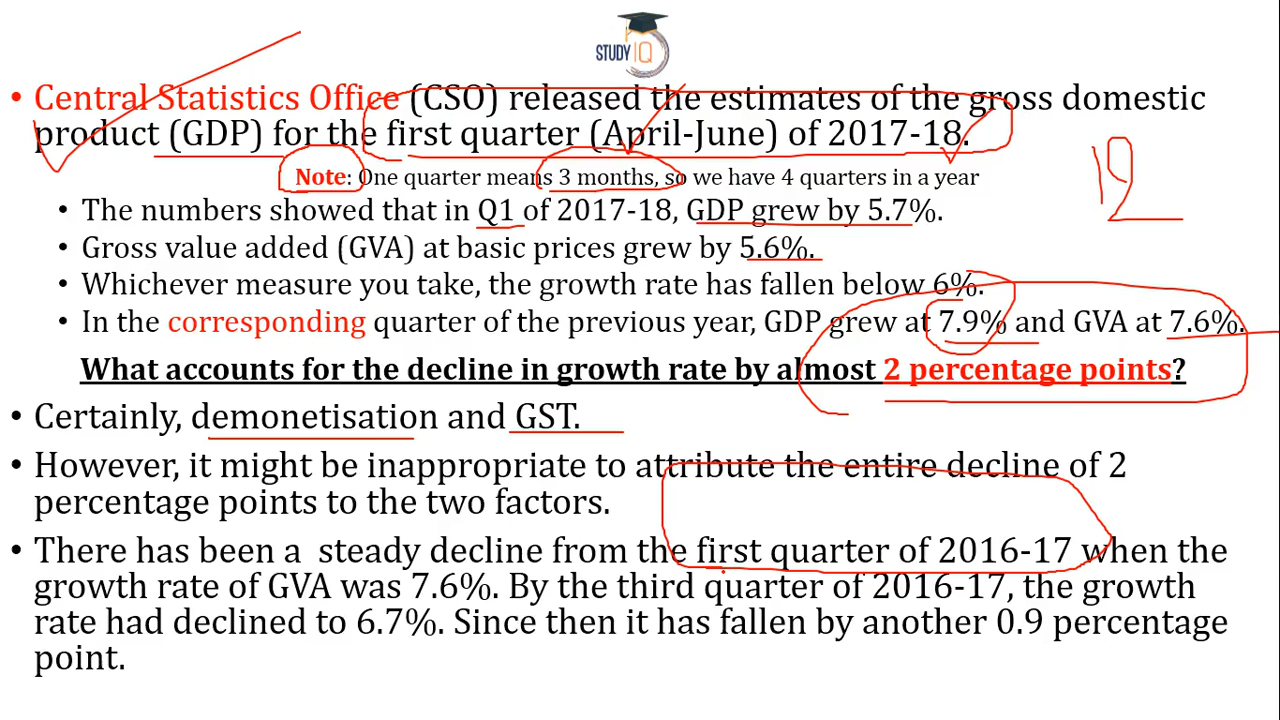 STUDY IQ
• Central Statistics Office (CSO) released the estimates of the gross domestic
product (GDP) for the first quarter (April-June) of 2017-18.
Note: One quarter means 3 months, so we have 4 quarters in a year
• The numbers showed that in Q1 of 2017-18, GDP grew by 5.7%.
• Gross value added (GVA) at basic prices grew by 5.6%.
• Whichever measure you take, the growth rate has fallen below 6%.
• In the corresponding quarter of the previous year, GDP grew at 7.9% and GVA at 7.6%.
What accounts for the decline in growth rate by almost 2 percentage points?
• Certainly, demonetisation and GST.
• However, it might be inappropriate to attribute the entire decline of 2
percentage points to the two factors.
• There has been a steady decline from the first quarter of 2016-17 when the
growth rate of GVA was 7.6%. By the third quarter of 2016-17, the growth
rate had declined to 6.7%. Since then it has fallen by another 0.9 percentage
point.